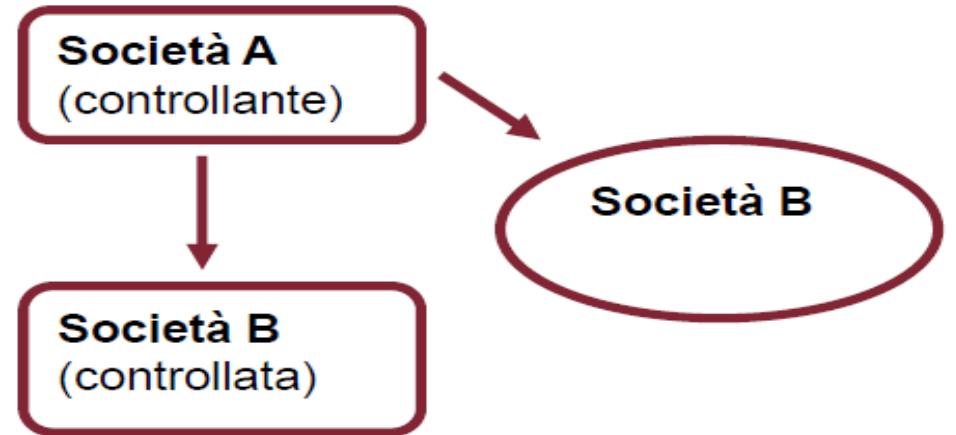 Società A
(controllante)
Società B
Società B
(controllata)